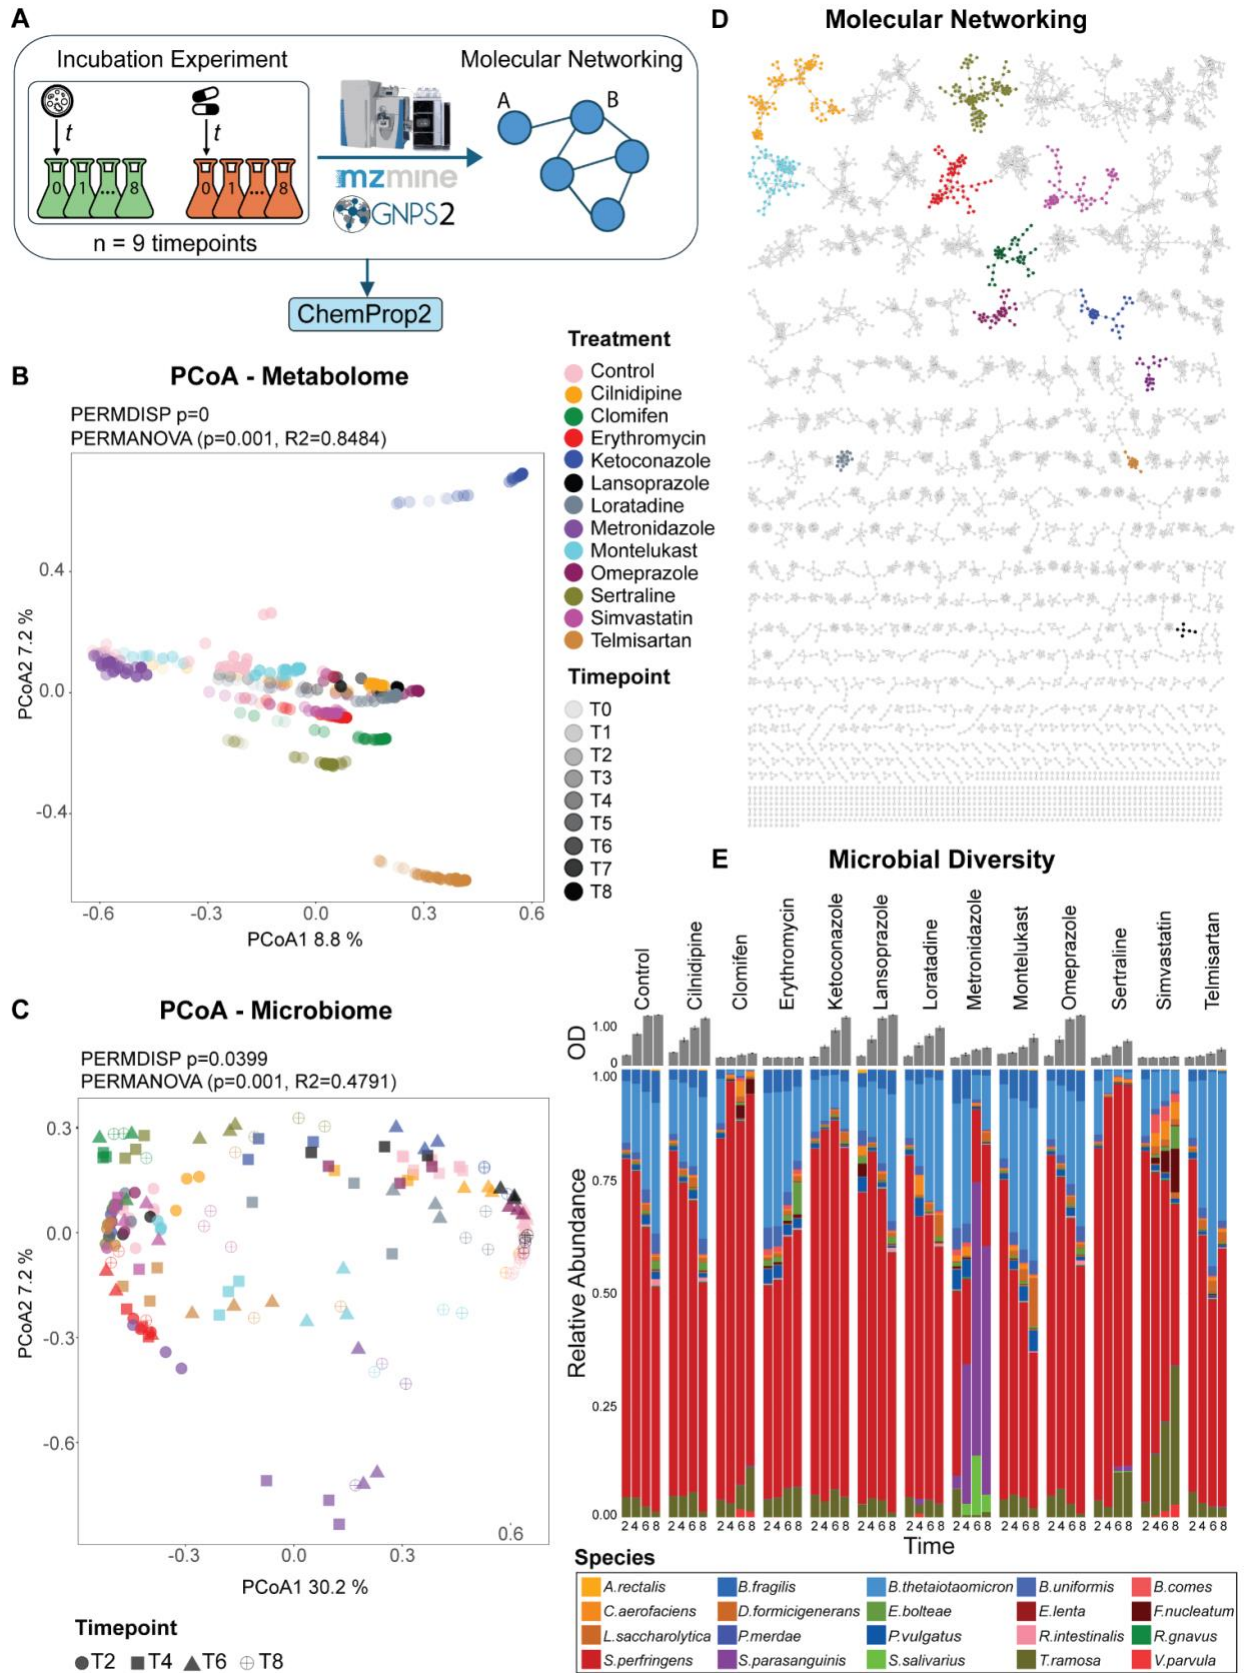 A
Incubation Experiment
Molecular Networking
t
t
0 1 ... 8
0 1 ... 8
n = 9 timepoints
mzmine
GNPS2
A
B
ChemProp2
B
PCoA - Metabolome
PERMDISP p=0
PERMANOVA (p=0.001, R2=0.8484)
PCoA2 7.2 %
0.4
0.0
-0.4
-0.6
-0.3
0.0
0.3
0.6
PCoA1 8.8 %
Treatment
Control
Cilnidipine
Clomifen
Erythromycin
Ketoconazole
Lansoprazole
Loratadine
Metronidazole
Montelukast
Omeprazole
Sertraline
Simvastatin
Telmisartan
Timepoint
T0
T1
T2
T3
T4
T5
T6
T7
T8
C
PCoA - Microbiome
PERMDISP p=0.0399
PERMANOVA (p=0.001, R2=0.4791)
PCoA2 7.2 %
0.3
0.0
-0.3
-0.6
-0.3
0.0
0.3
0.6
PCoA1 30.2 %
Timepoint
T2 T4 T6 T8
D
Molecular Networking
E
Microbial Diversity
Control
Cilnidipine
Clomifen
Erythromycin
Ketoconazole
Lansoprazole
Loratadine
Metronidazole
Montelukast
Omeprazole
Sertraline
Simvastatin
Telmisartan
OD
1.00
0
Relative Abundance
1.00
0.75
0.50
0.25
0.00
2468 2468 2468 2468 2468 2468 2468 2468 2468 2468 2468 2468 2468
Time
Species
A.rectalis B.fragilis B.thetaiotaomicron B.uniformis B.comes
C.aerofaciens D.formicigenerans E.bolteae E.lenta F.nucleatum
L.saccharolytica P.merdae P.vulgatus R.intestinalis R.gnavus
S.perfringens S.parasanguinis S.salivarius T.ramosa V.parvula